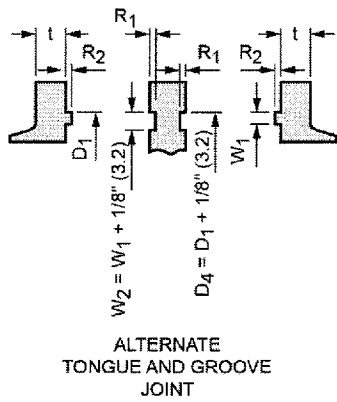 t
R2
R1
R1
R2
t
D1
W2 = W1 + 1/8" (3.2)
D4 = D1 + 1/8" (3.2)
W1
ALTERNATE
TONGUE AND GROOVE
JOINT